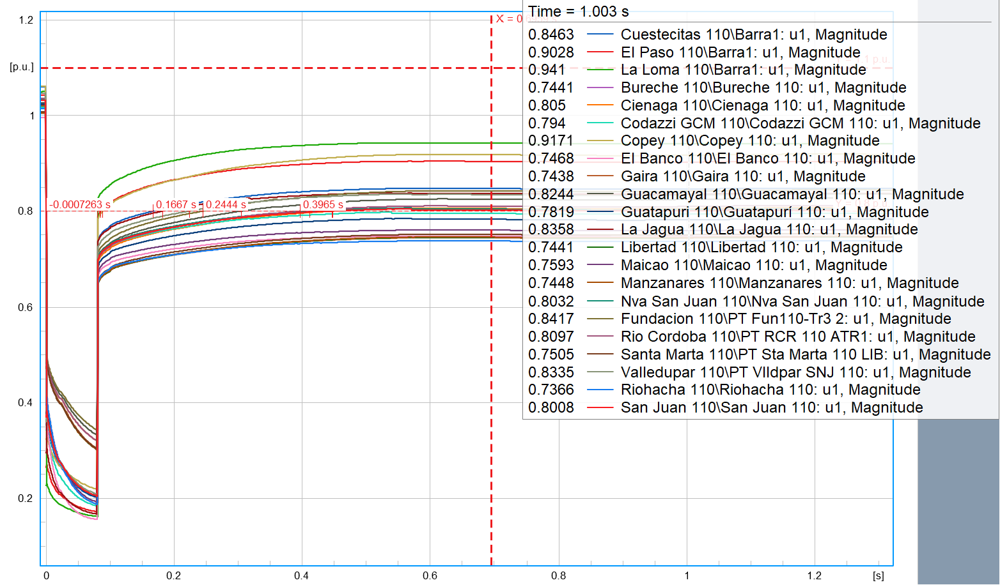 Time = 1.003 s
1.2
X = 0
0.8463 Cuestecitas 110\Barra1: u1, Magnitude
0.9028 El Paso 110\Barra1: u1, Magnitude
[p.u.]
p.u.
0.941 La Loma 110\Barra1: u1, Magnitude
0.7441 Bureche 110\Bureche 110: u1, Magnitude
0.805 Cienaga 110\Cienaga 110: u1, Magnitude
1
0.794 Codazzi GCM 110\Codazzi GCM 110: u1, Magnitude
0.9171 Copey 110\Copey 110: u1, Magnitude
0.7468 El Banco 110\El Banco 110: u1, Magnitude
0.7438 Gaira 110\Gaira 110: u1, Magnitude
0.8244 Guacamayal 110\Guacamayal 110: u1, Magnitude
-0.0007263 s 0.1667 s 0.2444 s 0.3965 s
0.8
0.7819 Guatapuri 110\Guatapuri 110: u1, Magnitude
0.8358 La Jagua 110\La Jagua 110: u1, Magnitude
0.7441 Libertad 110\Libertad 110: u1, Magnitude
0.7593 Maicao 110\Maicao 110: u1, Magnitude
0.7448 Manzanares 110\Manzanares 110: u1, Magnitude
0.8032 Nva San Juan 110\Nva San Juan 110: u1, Magnitude
0.6
0.8417 Fundacion 110\PT Fun110-Tr3 2: u1, Magnitude
0.8097 Rio Cordoba 110\PT RCR 110 ATR1: u1, Magnitude
0.7505 Santa Marta 110\PT Sta Marta 110 LIB: u1, Magnitude
0.8335 Valledupar 110\PT Vlldpar SNJ 110: u1, Magnitude
0.7366 Riohacha 110\Riohacha 110: u1, Magnitude
0.4
0.8008 San Juan 110\San Juan 110: u1, Magnitude
0.2
0 0.2 0.4 0.6 0.8 1 1.2 [s]